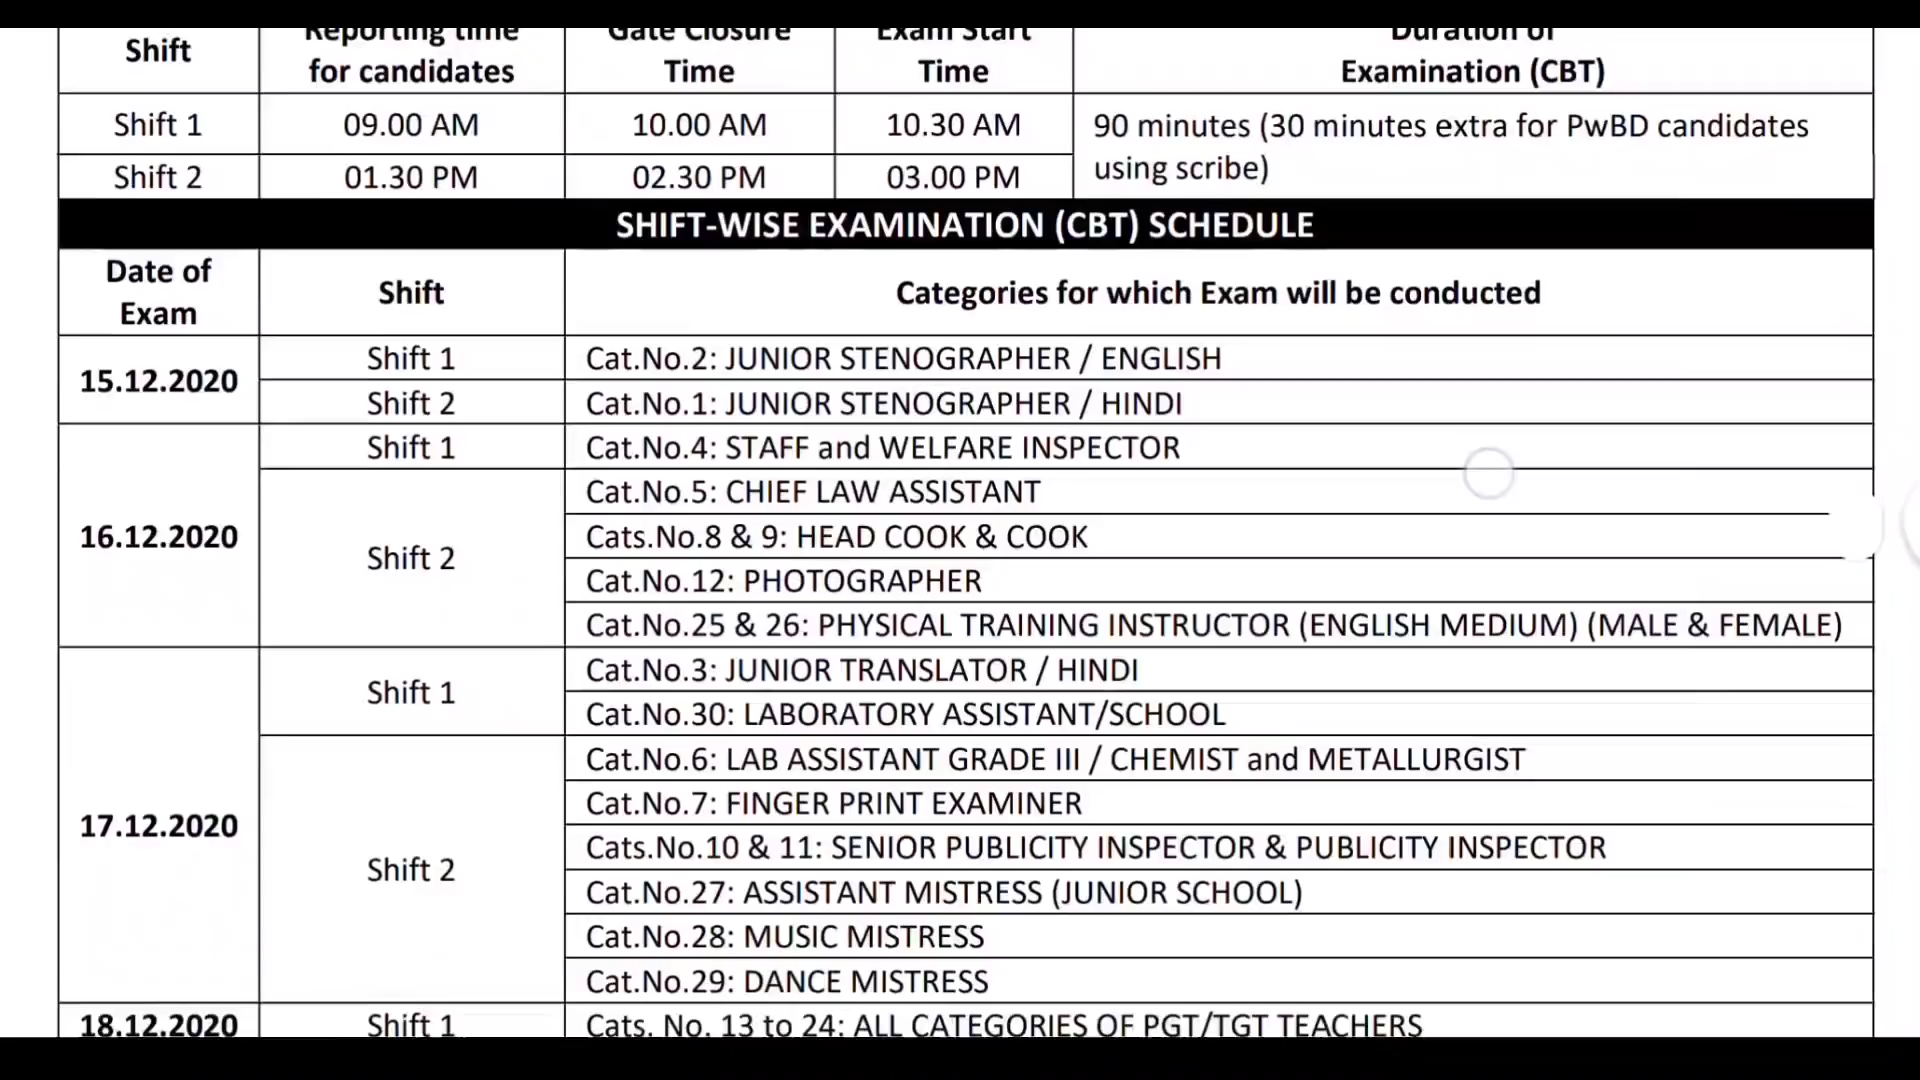 Shift Reporting time for candidates Gate Closure Time Exam Start Time Duration of Examination (CBT)
Shift 1 09.00 AM 10.00 AM 10.30 AM 90 minutes (30 minutes extra for PwBD candidates using scribe)
Shift 2 01.30 PM 02.30 PM 03.00 PM
SHIFT-WISE EXAMINATION (CBT) SCHEDULE
Date of Exam Shift Categories for which Exam will be conducted
15.12.2020 Shift 1 Cat.No.2: JUNIOR STENOGRAPHER / ENGLISH
Shift 2 Cat.No.1: JUNIOR STENOGRAPHER / HINDI
16.12.2020 Shift 1 Cat.No.4: STAFF and WELFARE INSPECTOR
Shift 2 Cat.No.5: CHIEF LAW ASSISTANT
Cats.No.8 & 9: HEAD COOK & COOK
Cat.No.12: PHOTOGRAPHER
Cat.No.25 & 26: PHYSICAL TRAINING INSTRUCTOR (ENGLISH MEDIUM) (MALE & FEMALE)
17.12.2020 Shift 1 Cat.No.3: JUNIOR TRANSLATOR / HINDI
Cat.No.30: LABORATORY ASSISTANT/SCHOOL
Shift 2 Cat.No.6: LAB ASSISTANT GRADE III / CHEMIST and METALLURGIST
Cat.No.7: FINGER PRINT EXAMINER
Cats.No.10 & 11: SENIOR PUBLICITY INSPECTOR & PUBLICITY INSPECTOR
Cat.No.27: ASSISTANT MISTRESS (JUNIOR SCHOOL)
Cat.No.28: MUSIC MISTRESS
Cat.No.29: DANCE MISTRESS
18.12.2020 Shift 1 Cats. No. 13 to 24: ALL CATEGORIES OF PGT/TGT TEACHERS